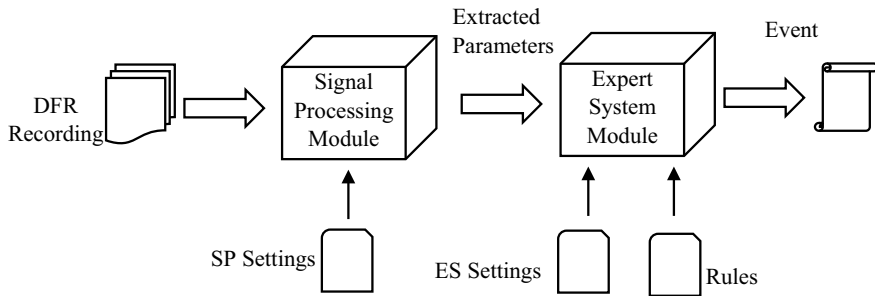 Extracted
Parameters
Event
DFR
Recording
Signal
Processing
Module
Expert
System
Module
SP Settings
ES Settings
Rules